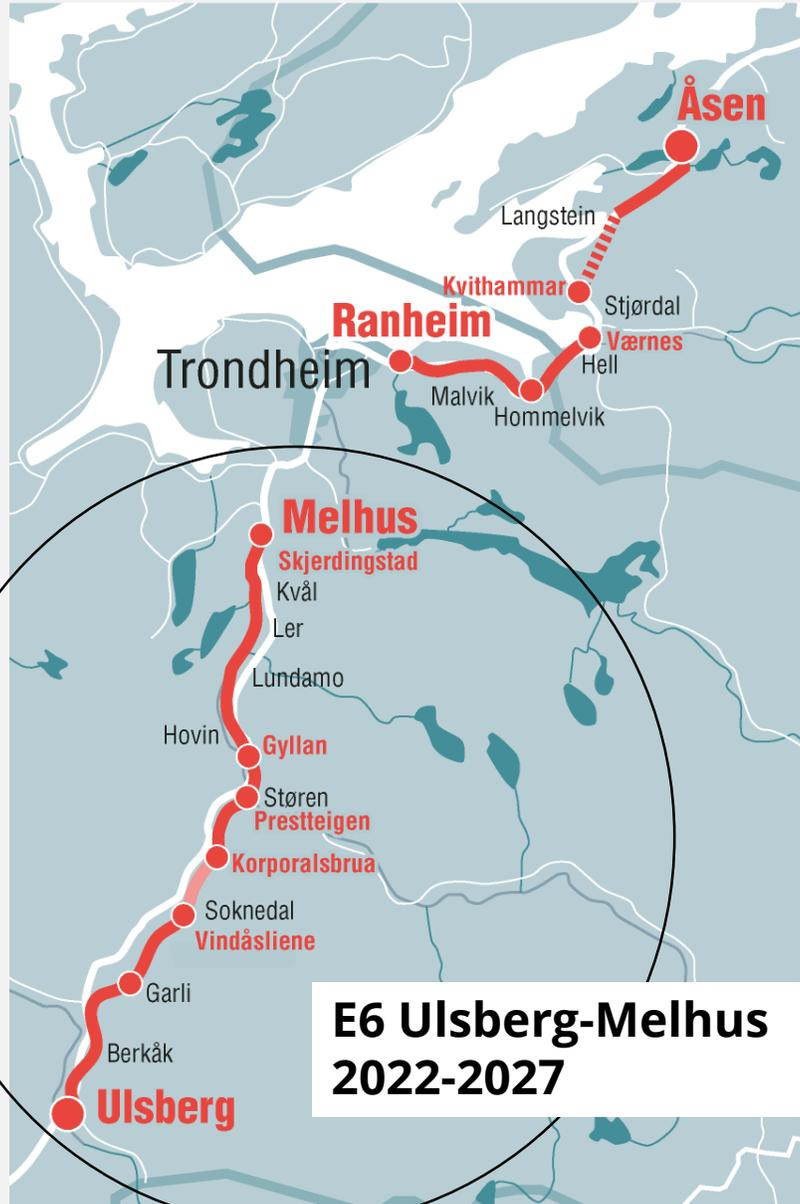 Åsen
Langstein
Kvithammar
Stjørdal
Ranheim
Værnes
Trondheim
Hell
Malvik
Hommelvik
Melhus
Skjerdingstad
Kvål
Ler
Lundamo
Hovin
Gyllan
Støren
Prestteigen
Korporalsbrua
Soknedal
Vindåsliene
Garli
E6 Ulsberg-Melhus
2022-2027
Berkåk
Ulsberg